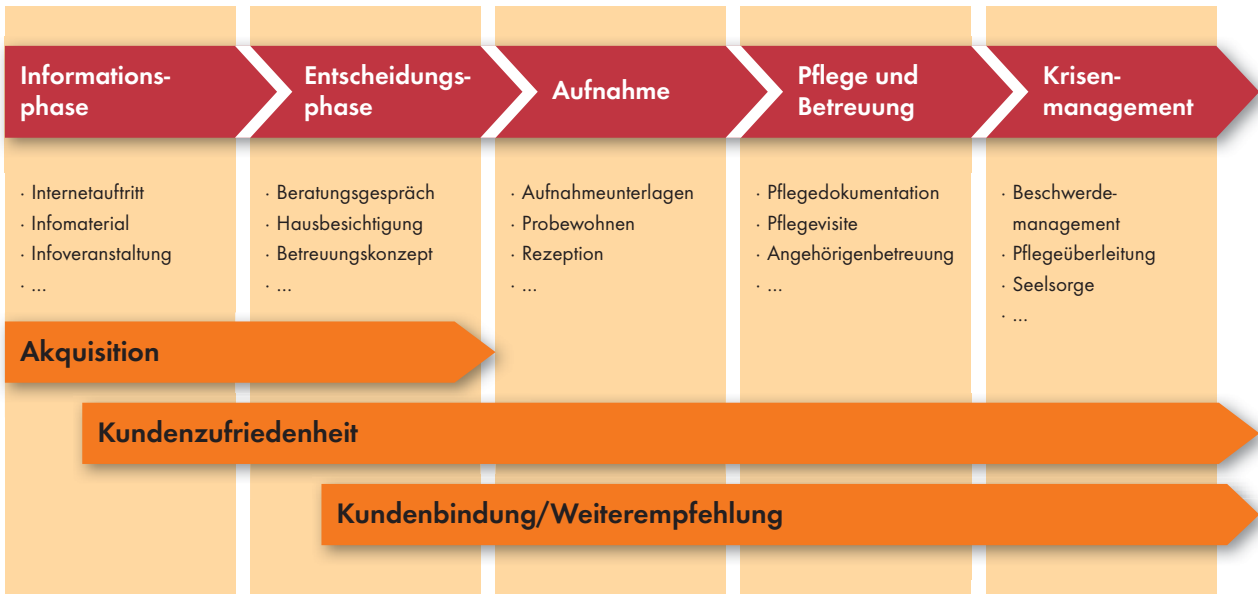 Informations-
phase
Entscheidungs-
phase
Aufnahme
Pflege und
Betreuung
Krisen-
management
· Internetauftritt
· Infomaterial
· Infoveranstaltung
· ...
· Beratungsgespräch
· Hausbesichtigung
· Betreuungskonzept
· ...
· Aufnahmeunterlagen
· Probewohnen
· Rezeption
· ...
· Pflegedokumentation
· Pflegevisite
· Angehörigenbetreuung
· ...
· Beschwerde-
management
· Pflegeüberleitung
· Seelsorge
· ...
Akquisition
Kundenzufriedenheit
Kundenbindung/Weiterempfehlung